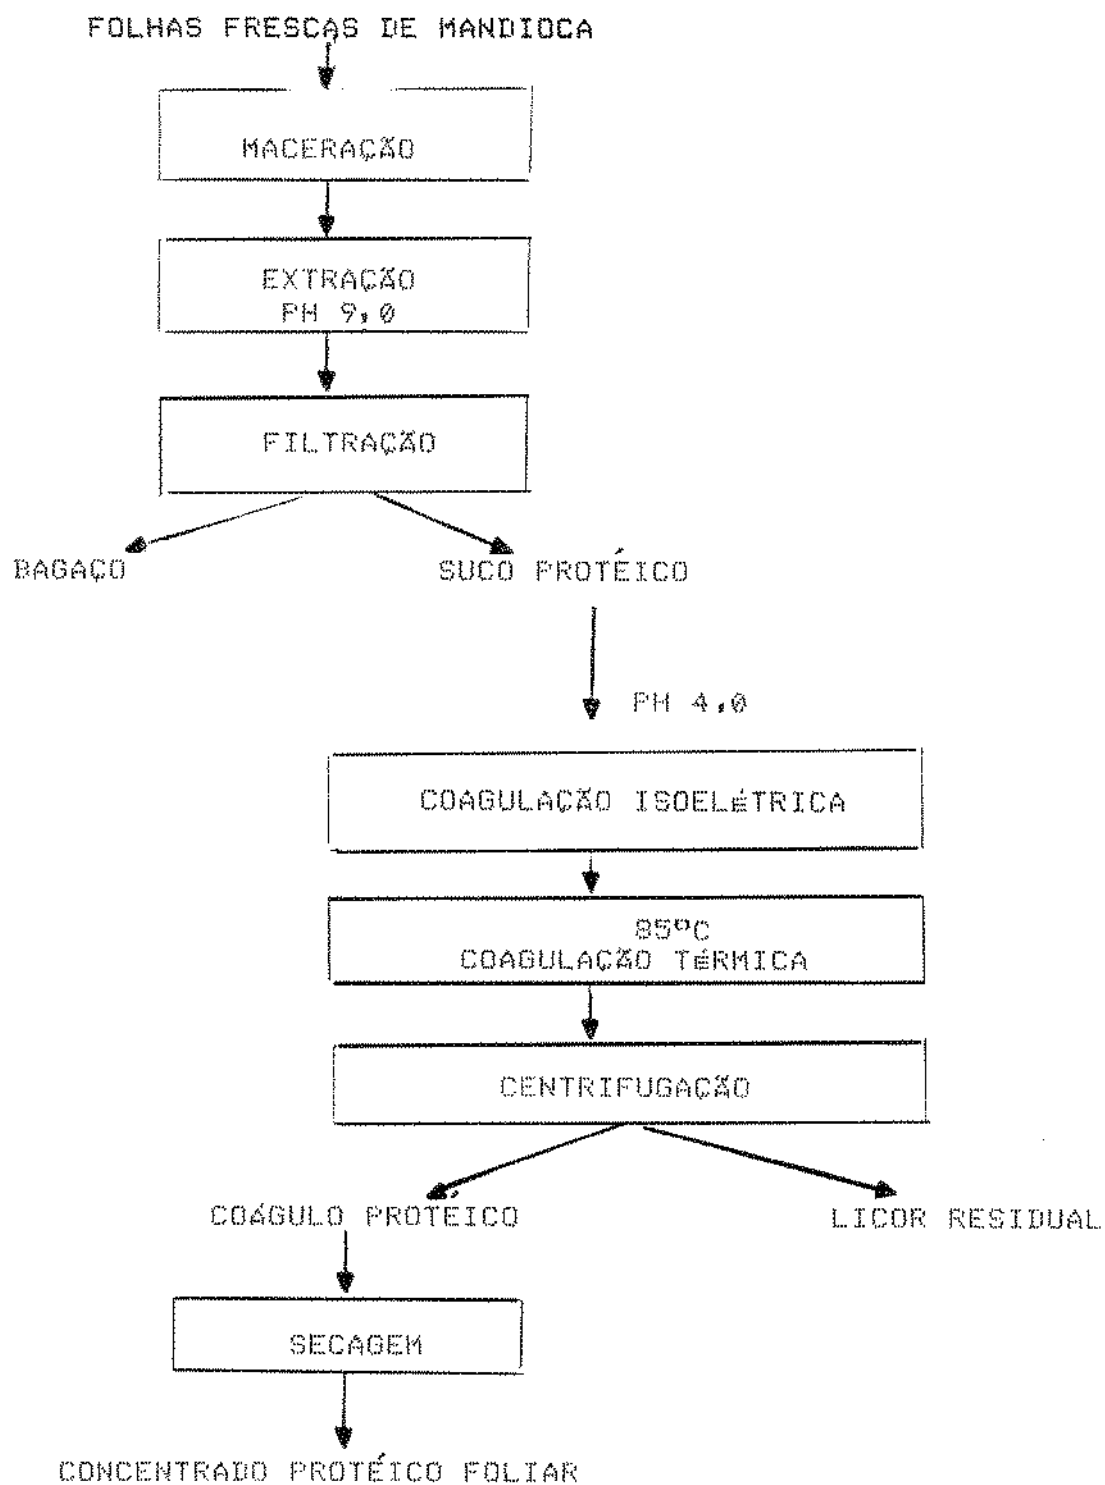 FOLHAS FRESCAS DE MANDIOCA
MACERAÇÃO
EXTRAÇÃO
PH 9,0
FILTRAÇÃO
BAGAÇO
SUCO PROTÉICO
PH 4,0
COAGULAÇÃO ISOELÉTRICA
85ºC
COAGULAÇÃO TÉRMICA
CENTRIFUGAÇÃO
COÁGULO PROTÉICO
LICOR RESIDUAL
SECAGEM
CONCENTRADO PROTÉICO FOLIAR